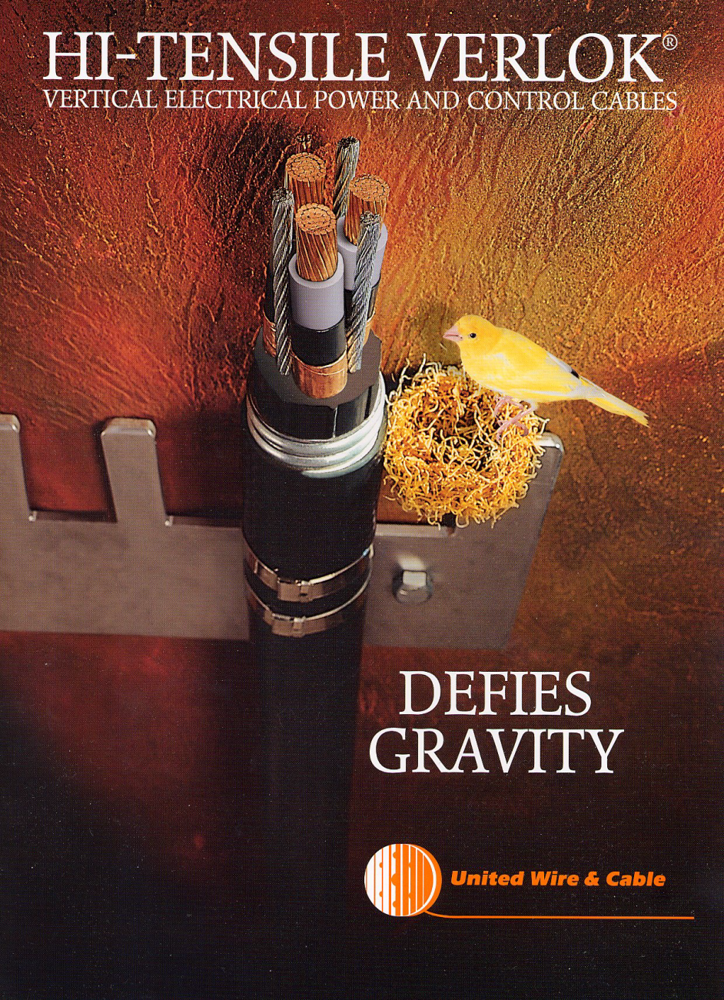 HI-TENSILE VERLOK®
VERTICAL ELECTRICAL POWER AND CONTROL CABLES
DEFIES
GRAVITY
United Wire & Cable